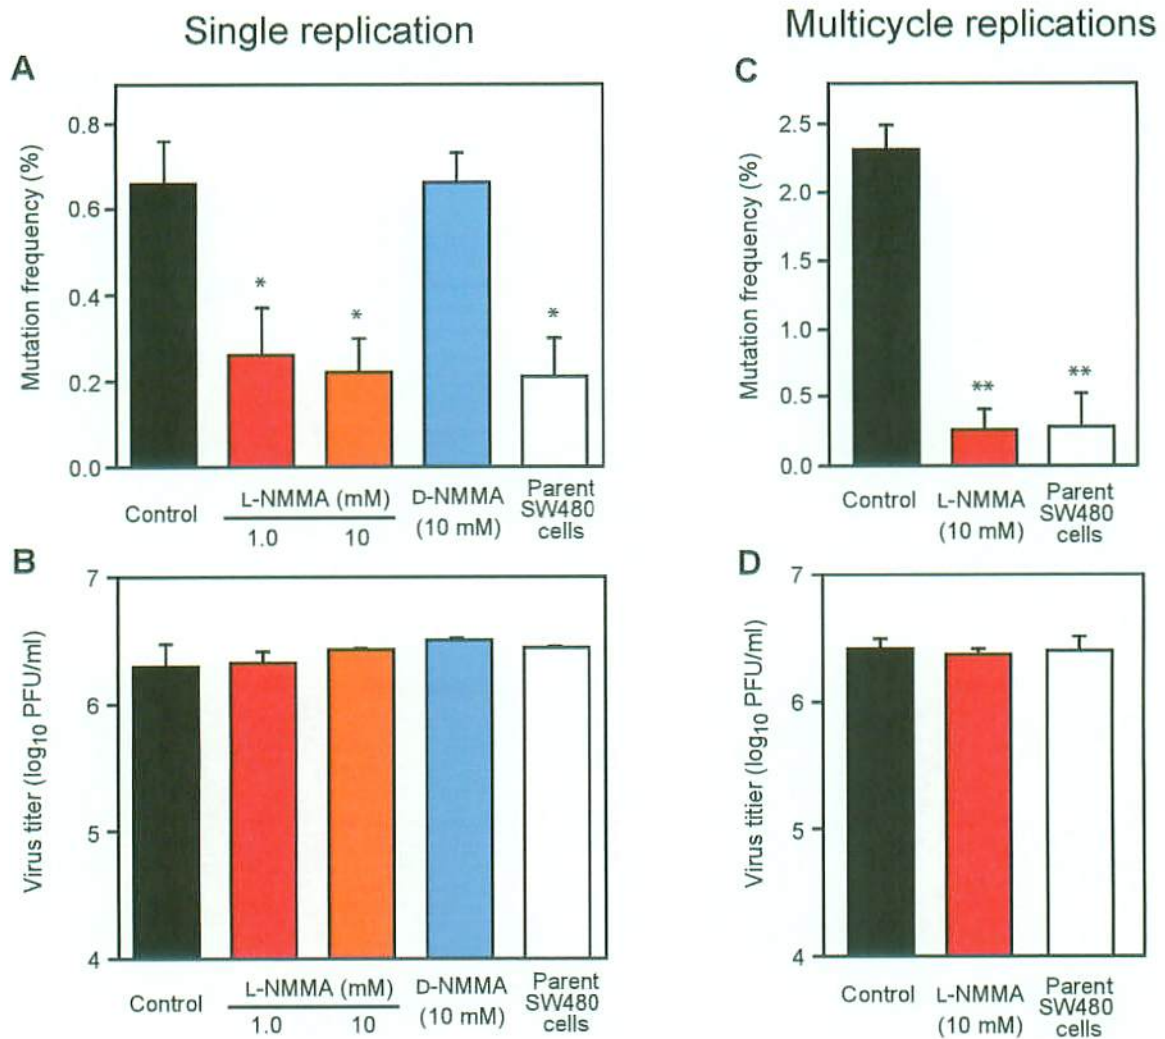 Single replication
Multicycle replications
A
Mutation frequency (%)
0.8
0.6
0.4
0.2
0.0
*
*
*
Control
L-NMMA (mM)
1.0
10
D-NMMA
(10 mM)
Parent
SW480
cells
B
Virus titer (log10 PFU/ml)
7
6
5
4
Control
L-NMMA (mM)
1.0
10
D-NMMA
(10 mM)
Parent
SW480
cells
C
Mutation frequency (%)
2.5
2.0
1.5
1.0
0.5
0.0
**
**
Control
L-NMMA
(10 mM)
Parent
SW480
cells
D
Virus titier (log10 PFU/ml)
7
6
5
4
Control
L-NMMA
(10 mM)
Parent
SW480
cells